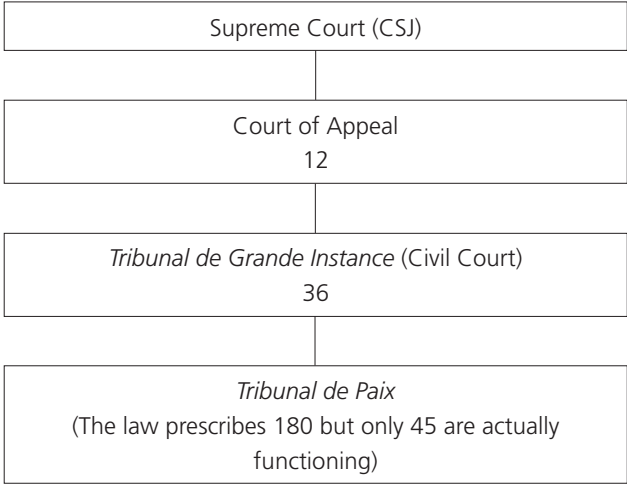 Supreme Court (CSJ)
Court of Appeal
12
Tribunal de Grande Instance (Civil Court)
36
Tribunal de Paix
(The law prescribes 180 but only 45 are actually
functioning)